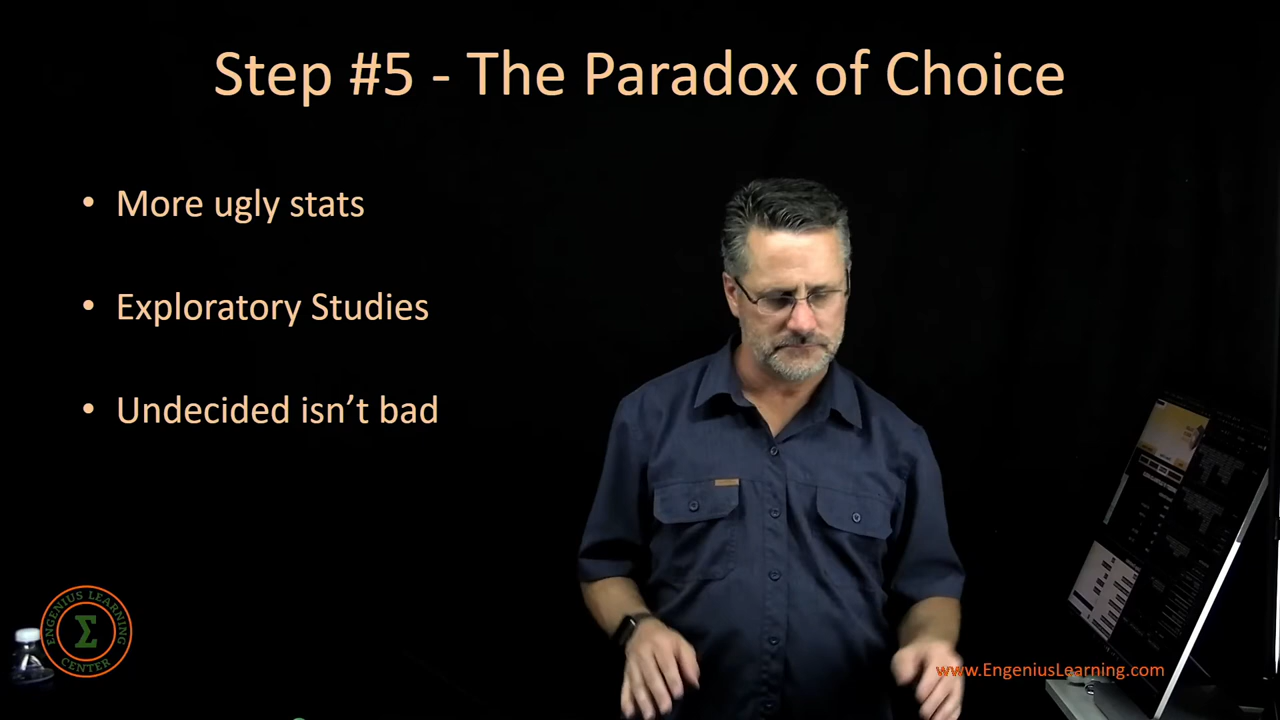 Step #5 - The Paradox of Choice
• More ugly stats
• Exploratory Studies
• Undecided isn’t bad
ENGENIUS LEARNING
Σ
CENTER
www.EngeniusLearning.com